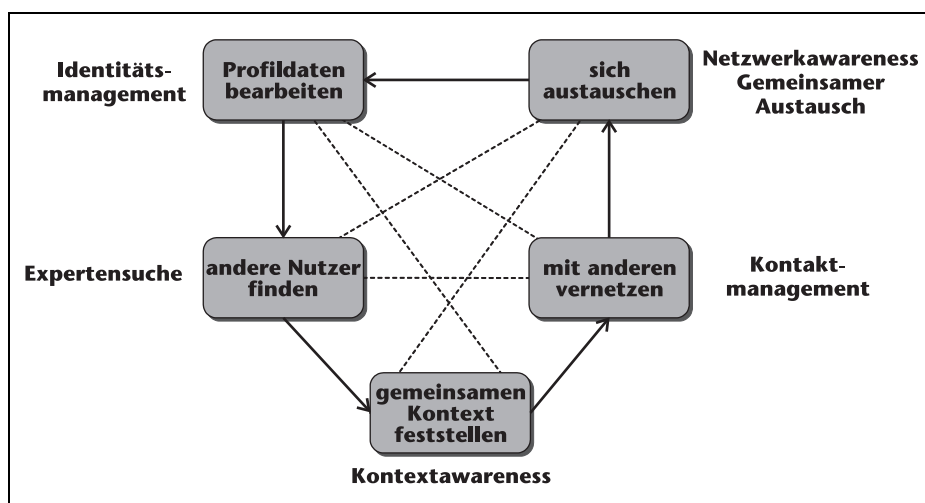 Identitäts-
management
Profildaten
bearbeiten
sich
austauschen
Netzwerkawareness
Gemeinsamer
Austausch
Expertensuche
andere Nutzer
finden
mit anderen
vernetzen
Kontakt-
management
gemeinsamen
Kontext
feststellen
Kontextawareness